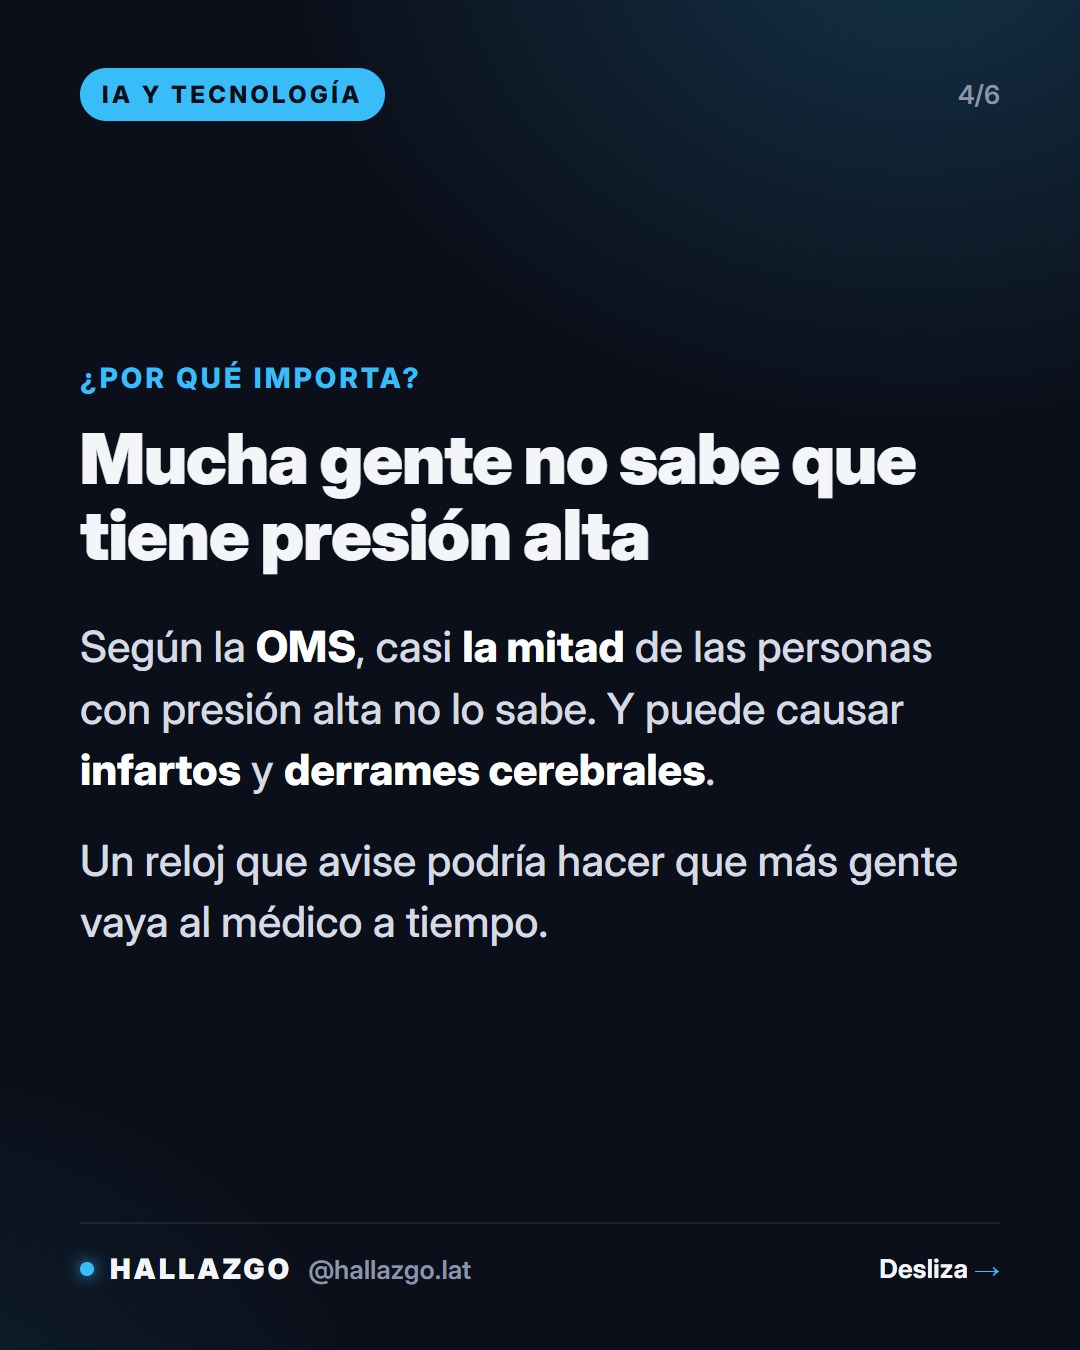 IA Y TECNOLOGÍA
4/6
¿POR QUÉ IMPORTA?
Mucha gente no sabe que
tiene presión alta
Según la OMS, casi la mitad de las personas
con presión alta no lo sabe. Y puede causar
infartos y derrames cerebrales.
Un reloj que avise podría hacer que más gente
vaya al médico a tiempo.
HALLAZGO @hallazgo.lat
Desliza →